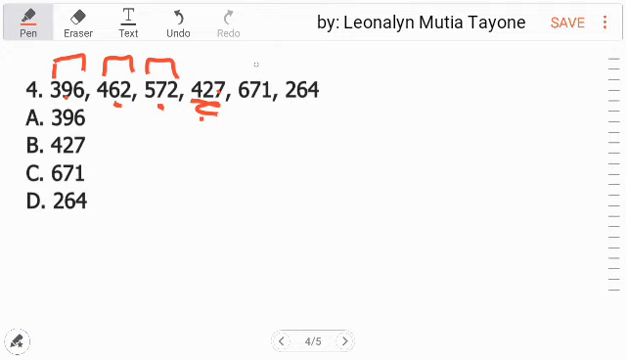 Pen
Eraser
Text
Undo
Redo
by: Leonalyn Mutia Tayone
SAVE
4. 396, 462, 572, 427, 671, 264
A. 396
B. 427
C. 671
D. 264
4/5